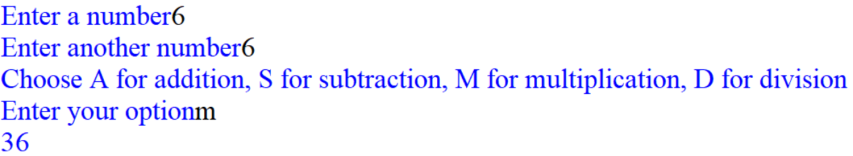 Enter a number6
Enter another number6
Choose A for addition, S for subtraction, M for multiplication, D for division
Enter your optionm
36